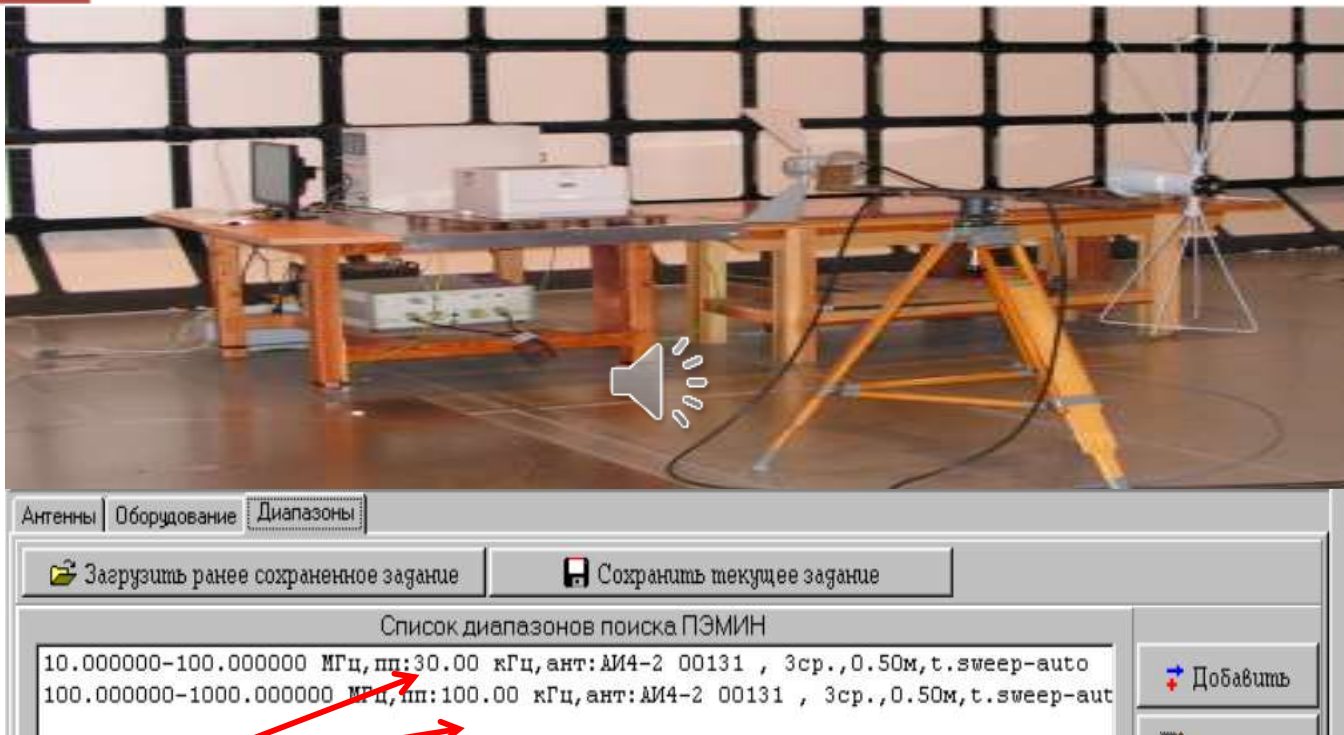 Антенны Оборудование Диапазоны
Загрузить ранее сохраненное задание Сохранить текущее задание
Список диапазонов поиска ПЭМИН
10.000000-100.000000 МГц,пп:30.00 кГц,ант:АИ4-2 00131 , 3ср.,0.50м,t.sweep-auto
100.000000-1000.000000 МГц,пп:100.00 кГц,ант:АИ4-2 00131 , 3ср.,0.50м,t.sweep-aut
Добавить